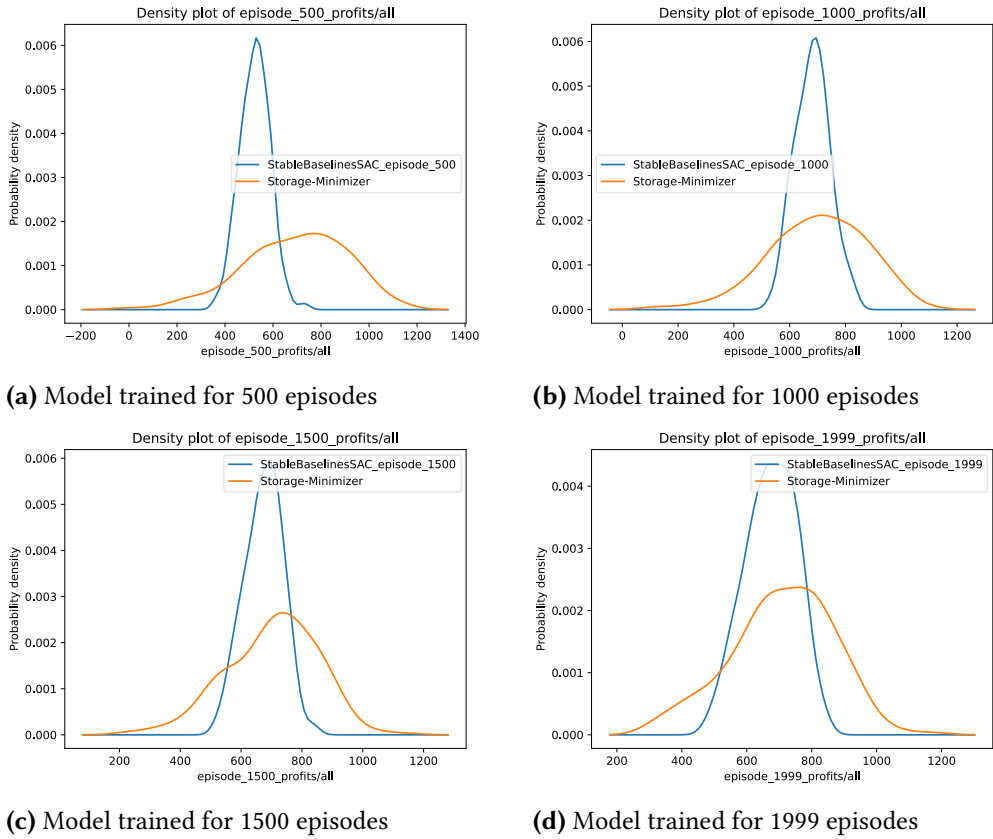 Density plot of episode_500_profits/all
0.006
0.005
0.004
0.003
0.002
0.001
0.000
Probability density
StableBaselinesSAC_episode_500
Storage-Minimizer
−200 0 200 400 600 800 1000 1200 1400
episode_500_profits/all
(a) Model trained for 500 episodes
Density plot of episode_1000_profits/all
0.006
0.005
0.004
0.003
0.002
0.001
0.000
Probability density
StableBaselinesSAC_episode_1000
Storage-Minimizer
0 200 400 600 800 1000 1200
episode_1000_profits/all
(b) Model trained for 1000 episodes
Density plot of episode_1500_profits/all
0.006
0.005
0.004
0.003
0.002
0.001
0.000
Probability density
StableBaselinesSAC_episode_1500
Storage-Minimizer
200 400 600 800 1000 1200
episode_1500_profits/all
(c) Model trained for 1500 episodes
Density plot of episode_1999_profits/all
0.004
0.003
0.002
0.001
0.000
Probability density
StableBaselinesSAC_episode_1999
Storage-Minimizer
200 400 600 800 1000 1200
episode_1999_profits/all
(d) Model trained for 1999 episodes